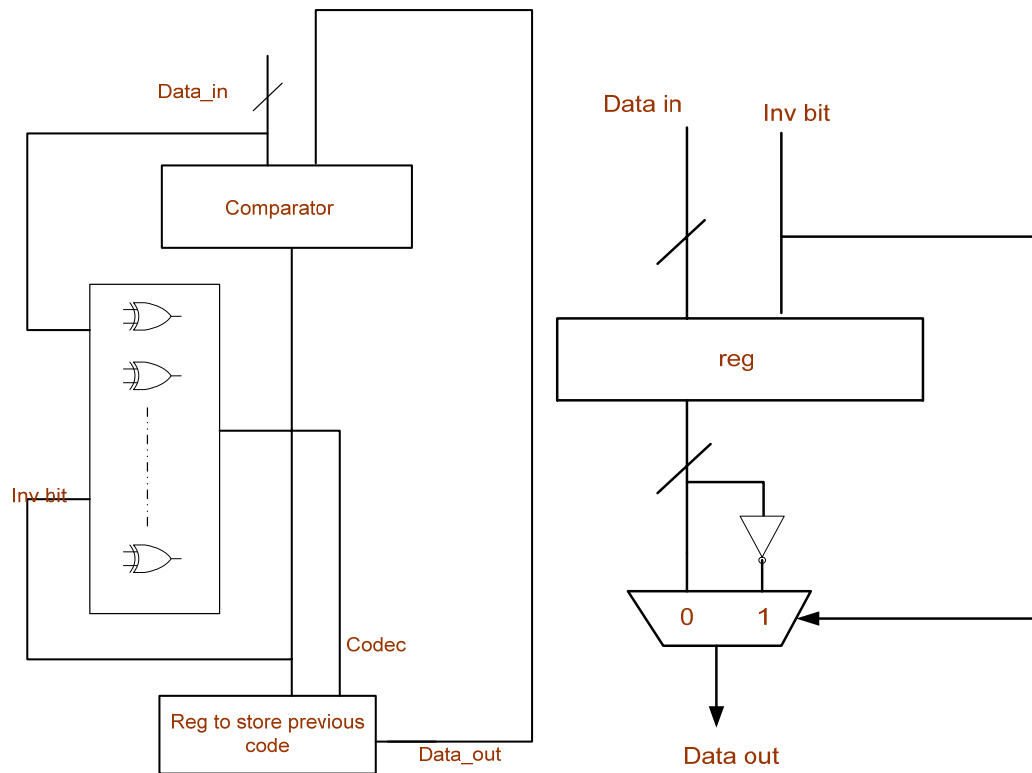 Data_in
Comparator
Inv bit
Codec
Reg to store previous
code
Data_out
Data in
Inv bit
reg
0
1
Data out